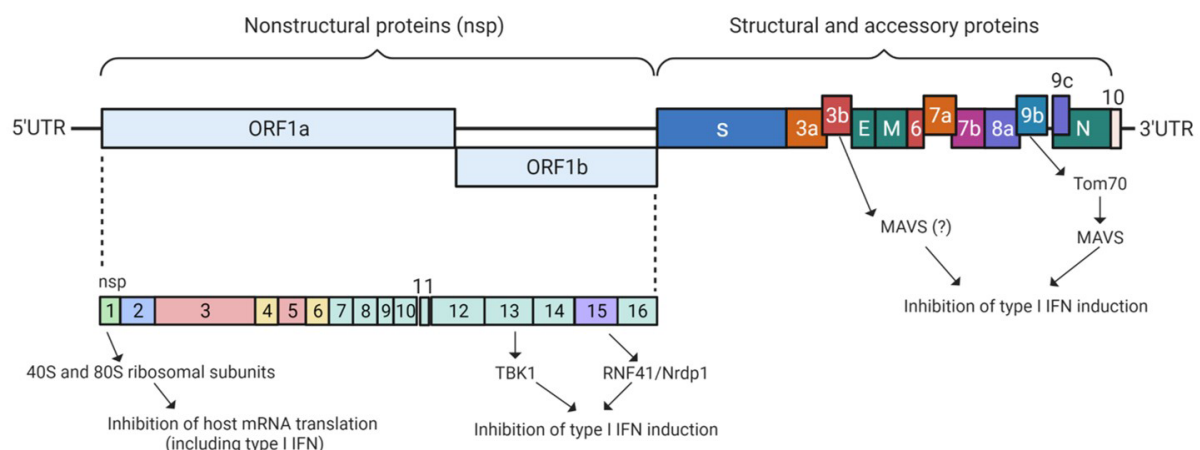 Nonstructural proteins (nsp)
Structural and accessory proteins
9c
10
5'UTR
ORF1a
S
3a
3b
E
M
6
7a
7b
8a
9b
N
3'UTR
ORF1b
Tom70
MAVS (?)
MAVS
Inhibition of type I IFN induction
nsp
11
1 2 3 4 5 6 7 8 9 10 12 13 14 15 16
40S and 80S ribosomal subunits
TBK1
RNF41/Nrdp1
Inhibition of host mRNA translation
(including type I IFN)
Inhibition of type I IFN induction